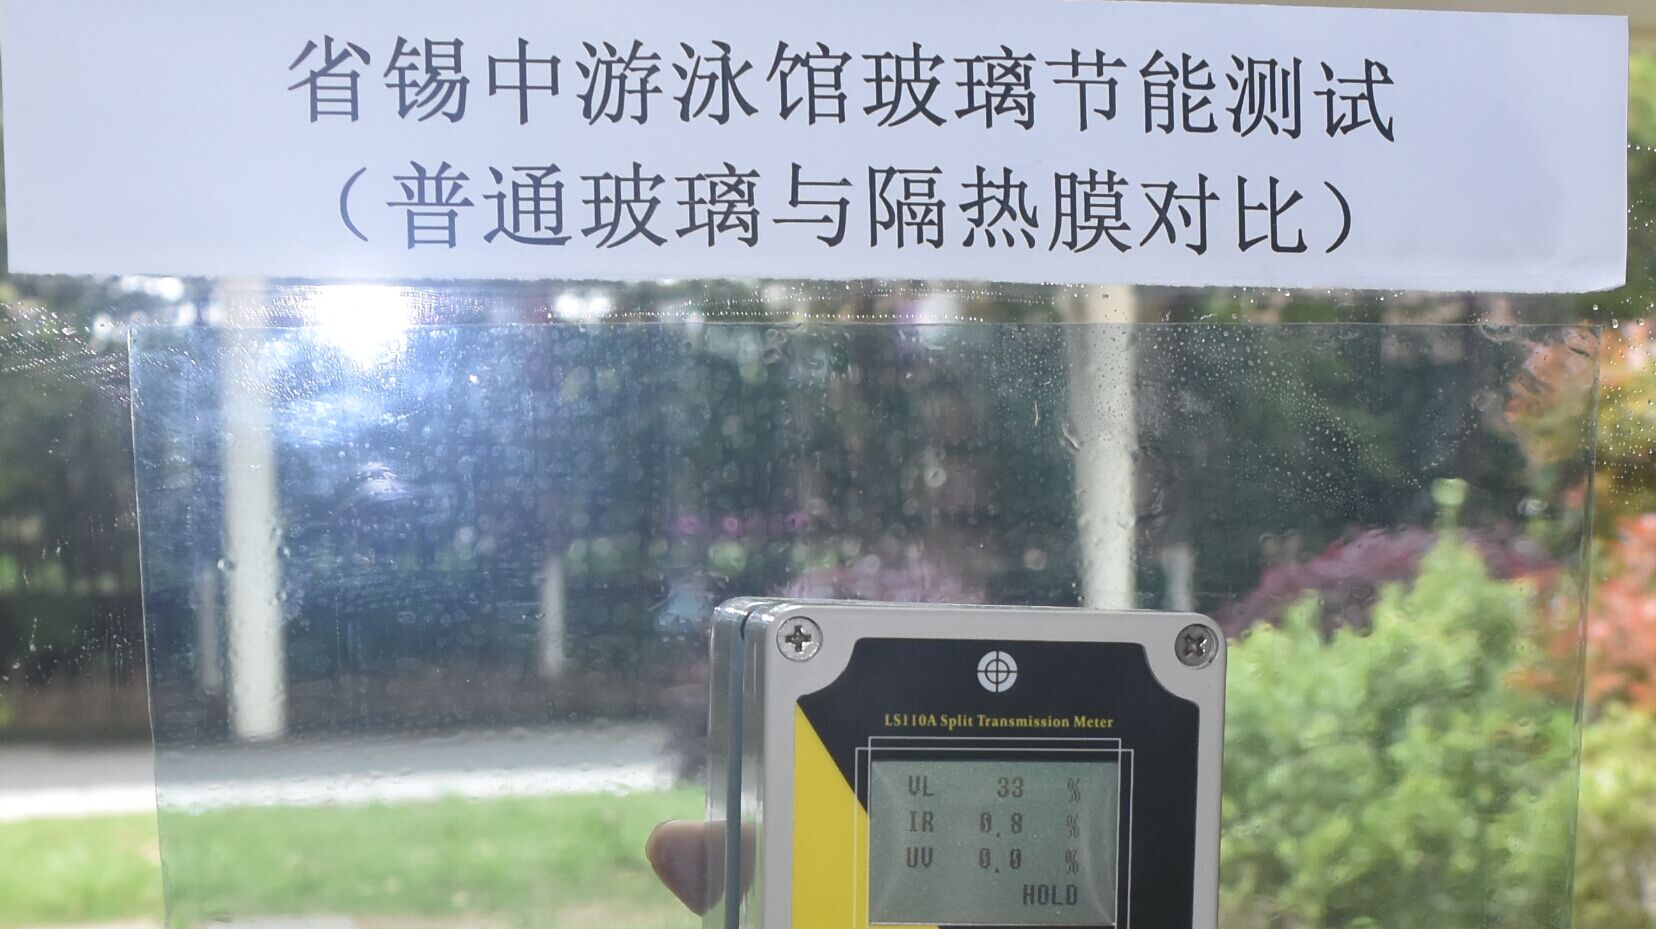 省锡中游泳馆玻璃节能测试
（普通玻璃与隔热膜对比）
LS110A Split Transmission Meter
VL 33 %
IR 0.8 %
UV 0.0 %
HOLD